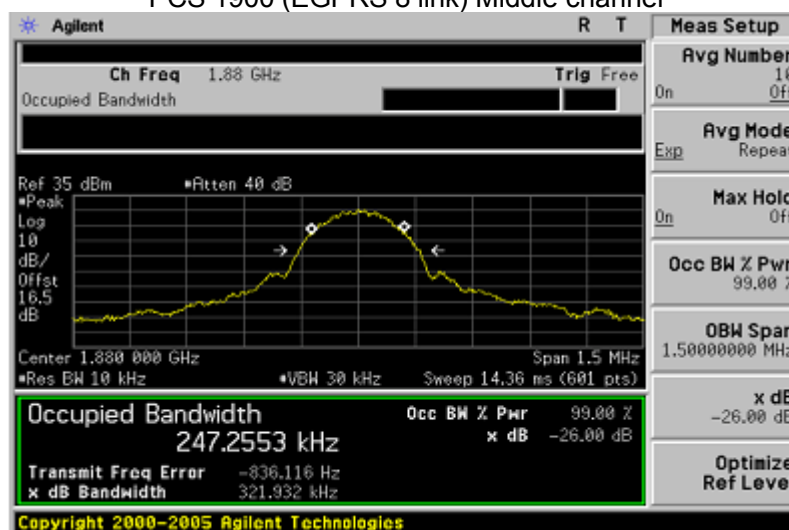 PCS 1900 (EGPRS 8 link) Middle channel
Agilent R T Meas Setup
Ch Freq 1.88 GHz Trig Free
Occupied Bandwidth
Avg Number
10
On Off
Avg Mode
Exp Repeat
Max Hold
On Off
Occ BW % Pwr
99.00 %
OBW Span
1.50000000 MHz
x dB
-26.00 dB
Optimize
Ref Level
Ref 35 dBm #Atten 40 dB
#Peak
Log
10
dB/
Offst
16.5
dB
Center 1.880 000 GHz Span 1.5 MHz
#Res BW 10 kHz #VBW 30 kHz Sweep 14.36 ms (601 pts)
Occupied Bandwidth Occ BW % Pwr 99.00 %
247.2553 kHz x dB -26.00 dB
Transmit Freq Error -836.116 Hz
x dB Bandwidth 321.932 kHz
Copyright 2000-2005 Agilent Technologies